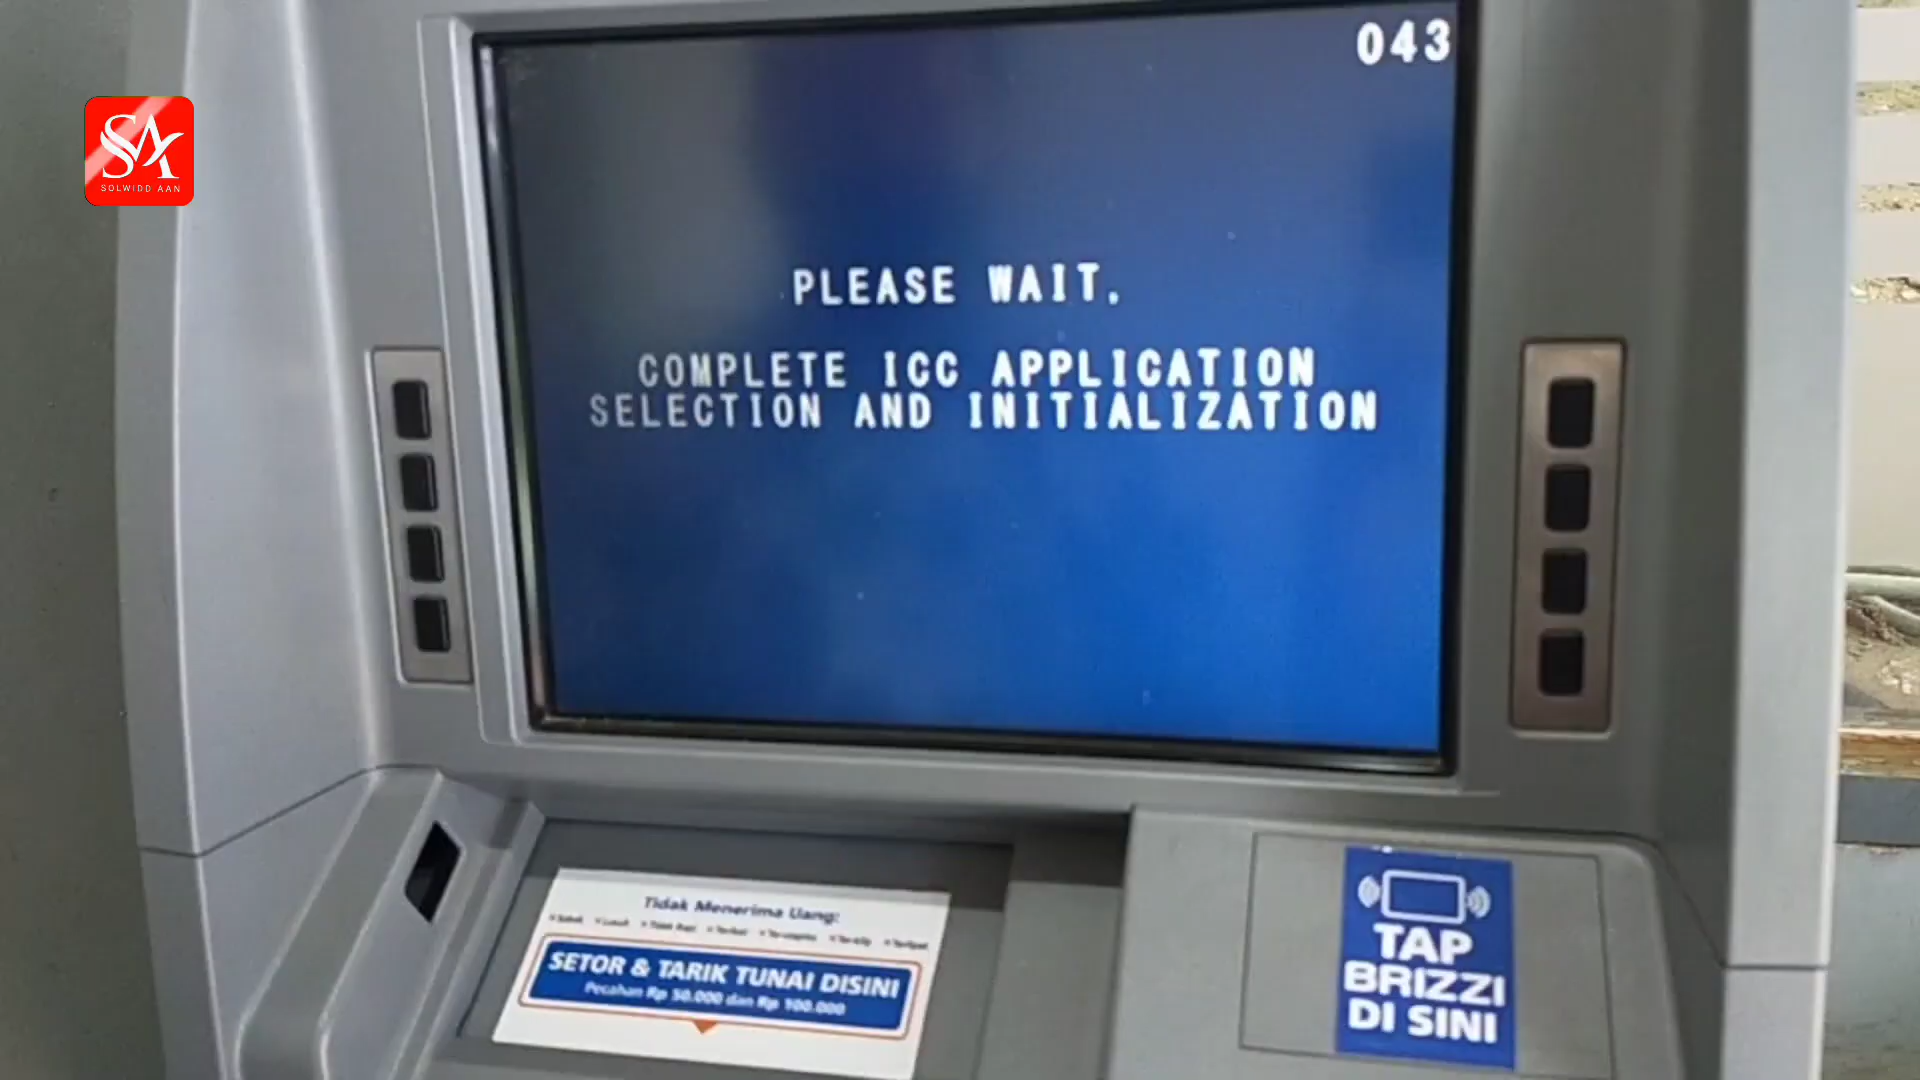 043
SA
SOLWIDD AAN
PLEASE WAIT.
COMPLETE ICC APPLICATION
SELECTION AND INITIALIZATION
Tidak Menerima Uang:
SETOR & TARIK TUNAI DISINI
Pecahan Rp 50.000 dan Rp 100.000
TAP
BRIZZI
DI SINI